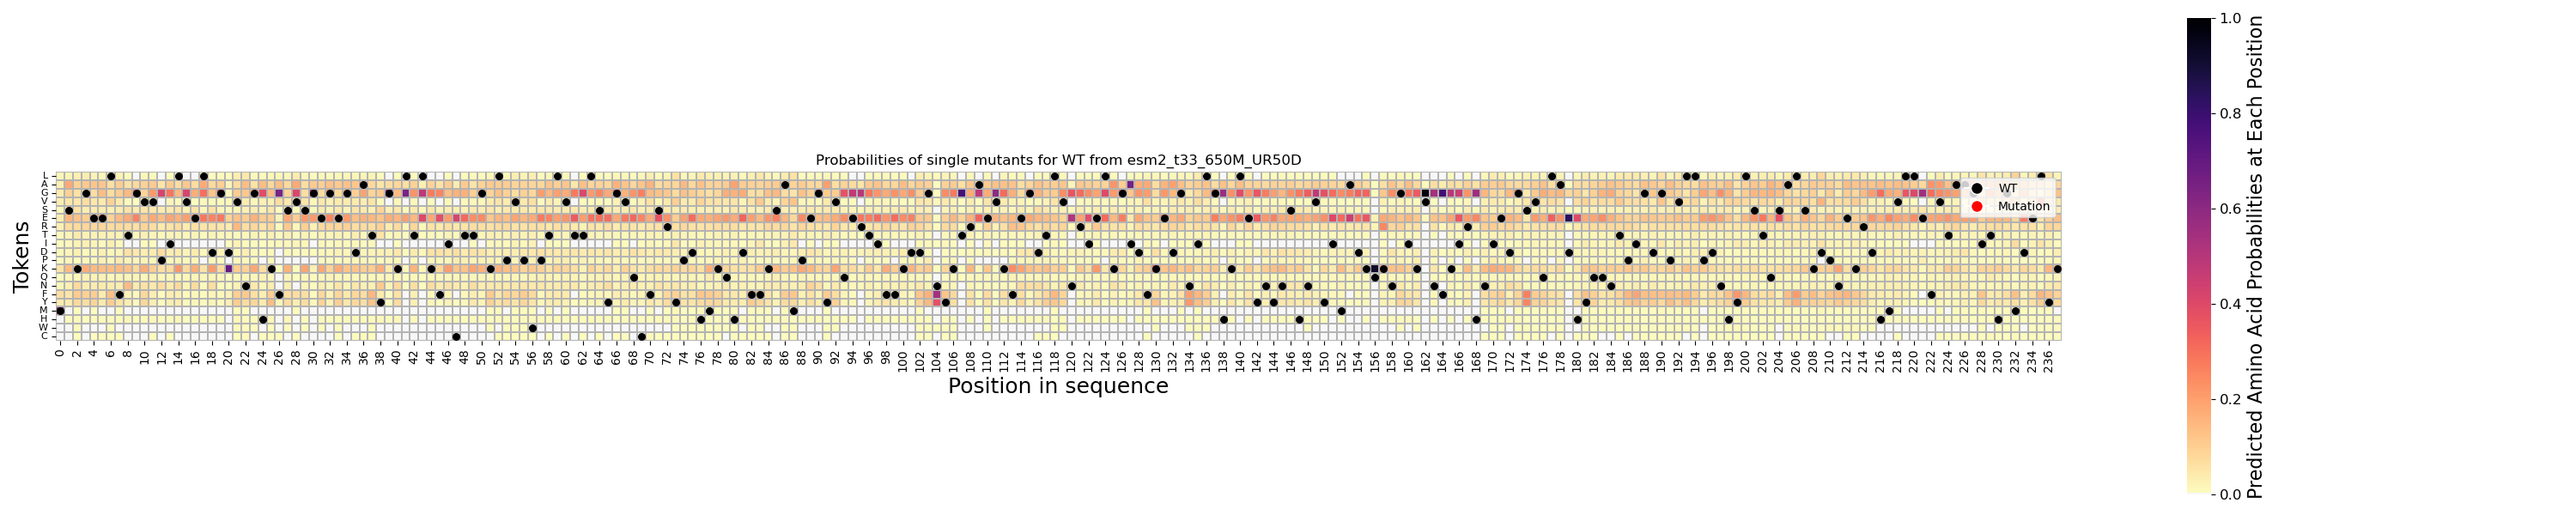 Probabilities of single mutants for WT from esm2_t33_650M_UR50D
Tokens
L
A
G
V
S
E
R
T
I
D
P
K
Q
N
F
Y
M
H
W
C
0 2 4 6 8 10 12 14 16 18 20 22 24 26 28 30 32 34 36 38 40 42 44 46 48 50 52 54 56 58 60 62 64 66 68 70 72 74 76 78 80 82 84 86 88 90 92 94 96 98 100 102 104 106 108 110 112 114 116 118 120 122 124 126 128 130 132 134 136 138 140 142 144 146 148 150 152 154 156 158 160 162 164 166 168 170 172 174 176 178 180 182 184 186 188 190 192 194 196 198 200 202 204 206 208 210 212 214 216 218 220 222 224 226 228 230 232 234 236
Position in sequence
WT
Mutation
1.0
0.8
0.6
0.4
0.2
0.0
Predicted Amino Acid Probabilities at Each Position